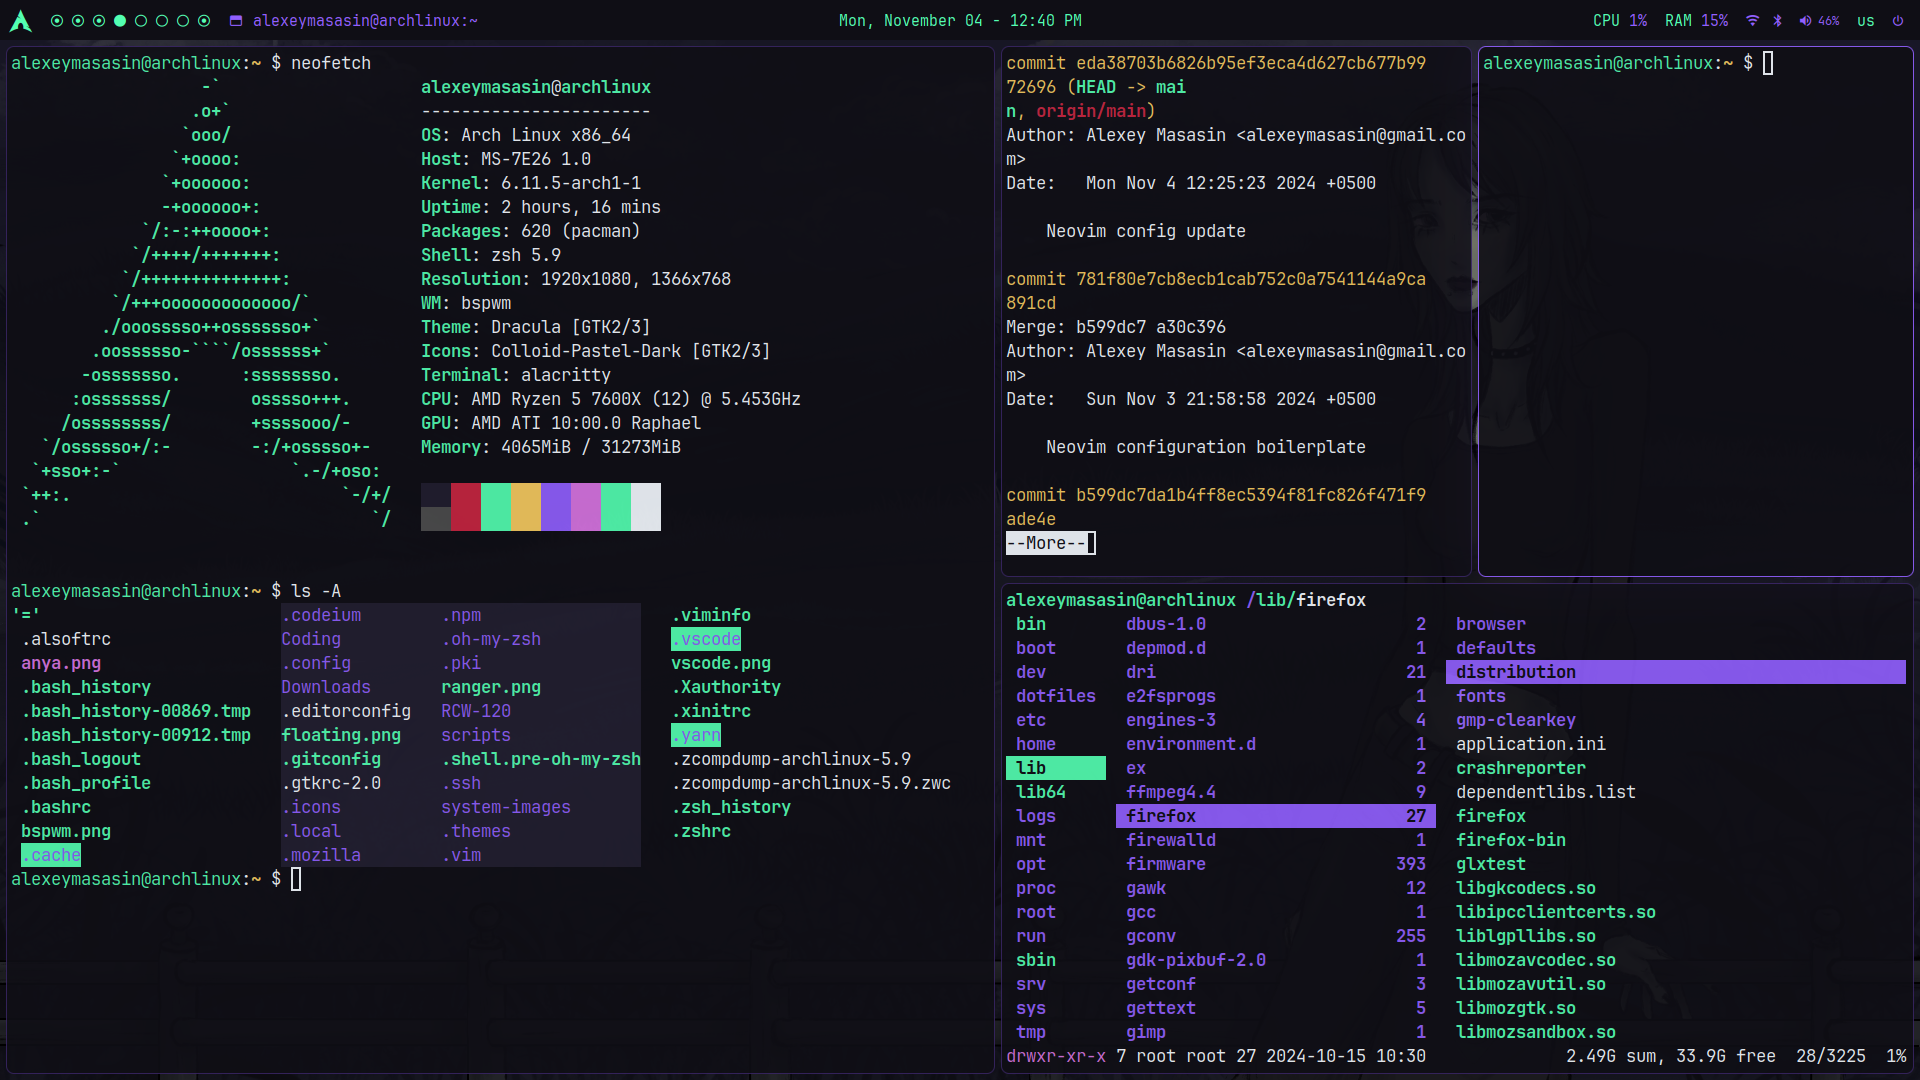 alexeymasasin@archlinux:~
Mon, November 04 - 12:40 PM
CPU 1% RAM 15% 46% us
alexeymasasin@archlinux:~ $ neofetch
-`
.o+`
`ooo/
`+oooo:
`+oooooo:
-+oooooo+:
`/:-:++oooo+:
`/++++/+++++++:
`/++++++++++++++:
`/+++ooooooooooooo/`
./ooosssso++osssssso+`
.oossssso-````/ossssss+`
-osssssso.      :ssssssso.
:osssssss/        osssso+++.
/ossssssss/        +ssssooo/-
`/ossssso+/:-        -:/+osssso+-
`+sso+:-`                 `.-/+oso:
`++:.                           `-/+/
.`                                 `/
alexeymasasin@archlinux
-----------------------
OS: Arch Linux x86_64
Host: MS-7E26 1.0
Kernel: 6.11.5-arch1-1
Uptime: 2 hours, 16 mins
Packages: 620 (pacman)
Shell: zsh 5.9
Resolution: 1920x1080, 1366x768
WM: bspwm
Theme: Dracula [GTK2/3]
Icons: Colloid-Pastel-Dark [GTK2/3]
Terminal: alacritty
CPU: AMD Ryzen 5 7600X (12) @ 5.453GHz
GPU: AMD ATI 10:00.0 Raphael
Memory: 4065MiB / 31273MiB
alexeymasasin@archlinux:~ $ ls -A
'=' .codeium .npm .viminfo
.alsoftrc Coding .oh-my-zsh .vscode
anya.png .config .pki vscode.png
.bash_history Downloads ranger.png .Xauthority
.bash_history-00869.tmp .editorconfig RCW-120 .xinitrc
.bash_history-00912.tmp floating.png scripts .yarn
.bash_logout .gitconfig .shell.pre-oh-my-zsh .zcompdump-archlinux-5.9
.bash_profile .gtkrc-2.0 .ssh .zcompdump-archlinux-5.9.zwc
.bashrc .icons system-images .zsh_history
bspwm.png .local .themes .zshrc
.cache .mozilla .vim
alexeymasasin@archlinux:~ $
commit eda38703b6826b95ef3eca4d627cb677b99
72696 (HEAD -> mai
n, origin/main)
Author: Alexey Masasin <alexeymasasin@gmail.co
m>
Date:   Mon Nov 4 12:25:23 2024 +0500
Neovim config update
commit 781f80e7cb8ecb1cab752c0a7541144a9ca
891cd
Merge: b599dc7 a30c396
Author: Alexey Masasin <alexeymasasin@gmail.co
m>
Date:   Sun Nov 3 21:58:58 2024 +0500
Neovim configuration boilerplate
commit b599dc7da1b4ff8ec5394f81fc826f471f9
ade4e
--More--
alexeymasasin@archlinux:~ $
alexeymasasin@archlinux /lib/firefox
bin dbus-1.0 2 browser
boot depmod.d 1 defaults
dev dri 21 distribution
dotfiles e2fsprogs 1 fonts
etc engines-3 4 gmp-clearkey
home environment.d 1 application.ini
lib ex 2 crashreporter
lib64 ffmpeg4.4 9 dependentlibs.list
logs firefox 27 firefox
mnt firewalld 1 firefox-bin
opt firmware 393 glxtest
proc gawk 12 libgkcodecs.so
root gcc 1 libipcclientcerts.so
run gconv 255 liblgpllibs.so
sbin gdk-pixbuf-2.0 1 libmozavcodec.so
srv getconf 3 libmozavutil.so
sys gettext 5 libmozgtk.so
tmp gimp 1 libmozsandbox.so
drwxr-xr-x 7 root root 27 2024-10-15 10:30 2.49G sum, 33.9G free 28/3225 1%